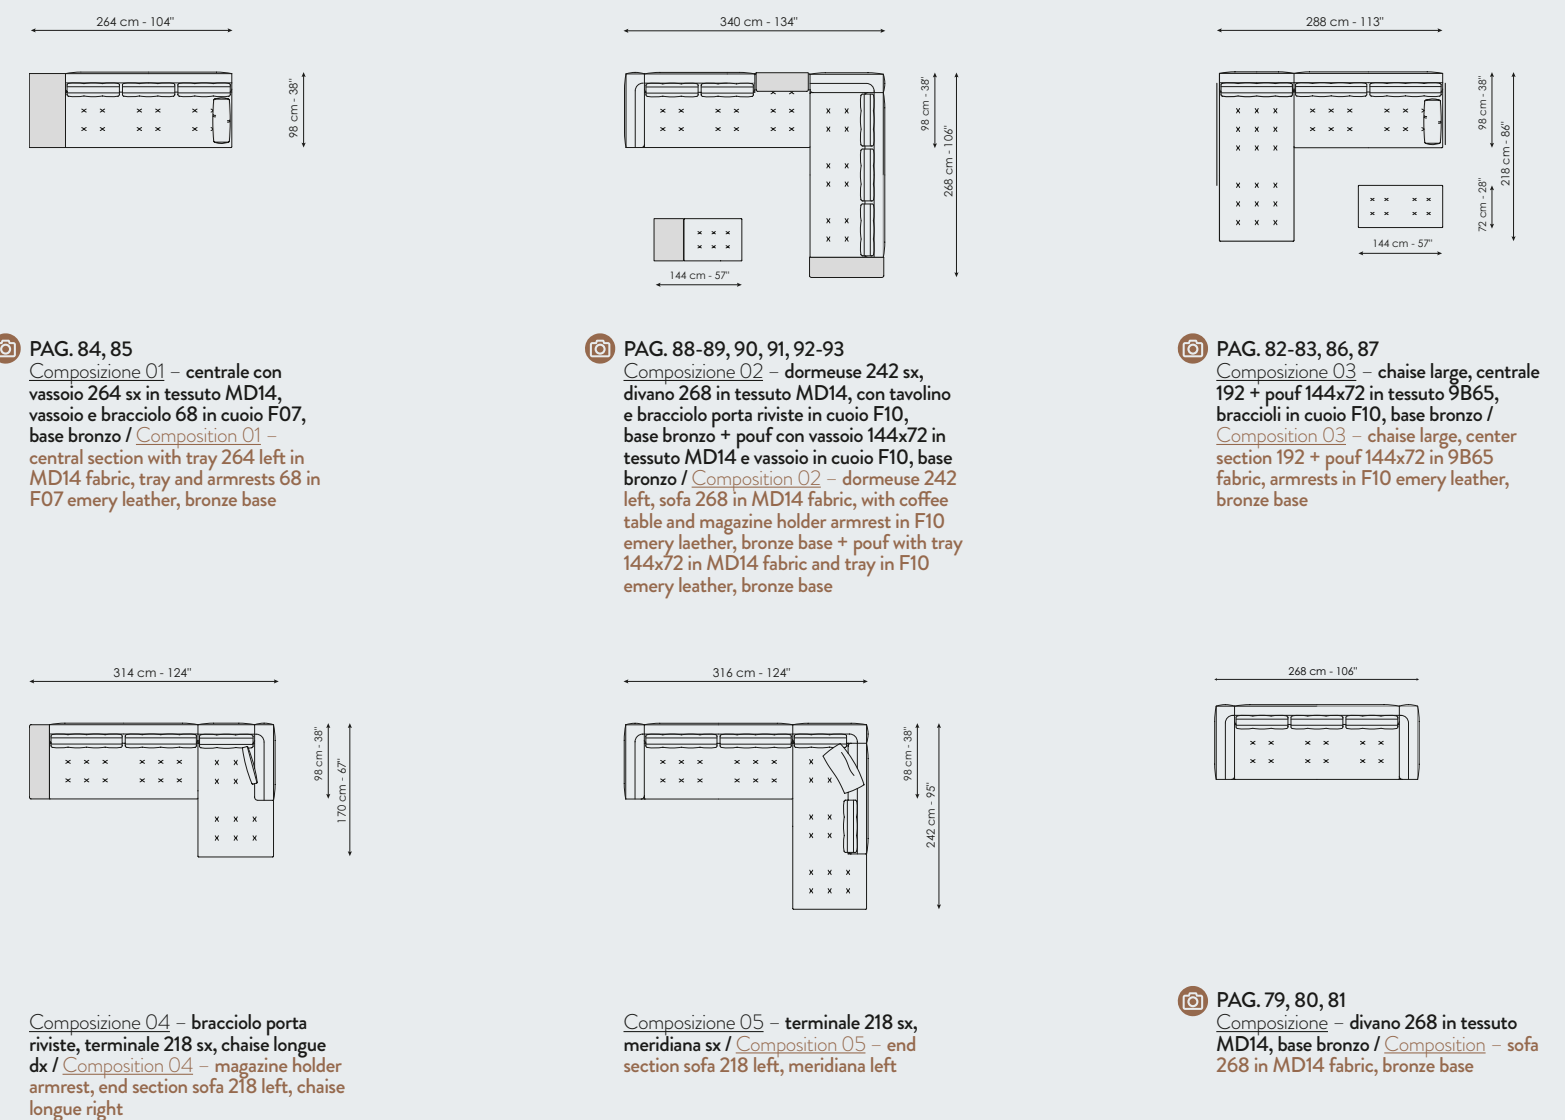 264 cm - 104"
98 cm - 38"
PAG. 84, 85
Composizione 01 – centrale con
vassoio 264 sx in tessuto MD14,
vassoio e bracciolo 68 in cuoio F07,
base bronzo / Composition 01 –
central section with tray 264 left in
MD14 fabric, tray and armrests 68 in
F07 emery leather, bronze base
340 cm - 134"
98 cm - 38"
268 cm - 106"
144 cm - 57"
PAG. 88-89, 90, 91, 92-93
Composizione 02 – dormeuse 242 sx,
divano 268 in tessuto MD14, con tavolino
e bracciolo porta riviste in cuoio F10,
base bronzo + pouf con vassoio 144x72 in
tessuto MD14 e vassoio in cuoio F10, base
bronzo / Composition 02 – dormeuse 242
left, sofa 268 in MD14 fabric, with coffee
table and magazine holder armrest in F10
emery laether, bronze base + pouf with tray
144x72 in MD14 fabric and tray in F10
emery leather, bronze base
288 cm - 113"
98 cm - 38"
218 cm - 86"
72 cm - 28"
144 cm - 57"
PAG. 82-83, 86, 87
Composizione 03 – chaise large, centrale
192 + pouf 144x72 in tessuto 9B65,
braccioli in cuoio F10, base bronzo /
Composition 03 – chaise large, center
section 192 + pouf 144x72 in 9B65
fabric, armrests in F10 emery leather,
bronze base
314 cm - 124"
98 cm - 38"
170 cm - 67"
Composizione 04 – bracciolo porta
riviste, terminale 218 sx, chaise longue
dx / Composition 04 – magazine holder
armrest, end section sofa 218 left, chaise
longue right
316 cm - 124"
98 cm - 38"
242 cm - 95"
Composizione 05 – terminale 218 sx,
meridiana sx / Composition 05 – end
section sofa 218 left, meridiana left
268 cm - 106"
PAG. 79, 80, 81
Composizione – divano 268 in tessuto
MD14, base bronzo / Composition – sofa
268 in MD14 fabric, bronze base